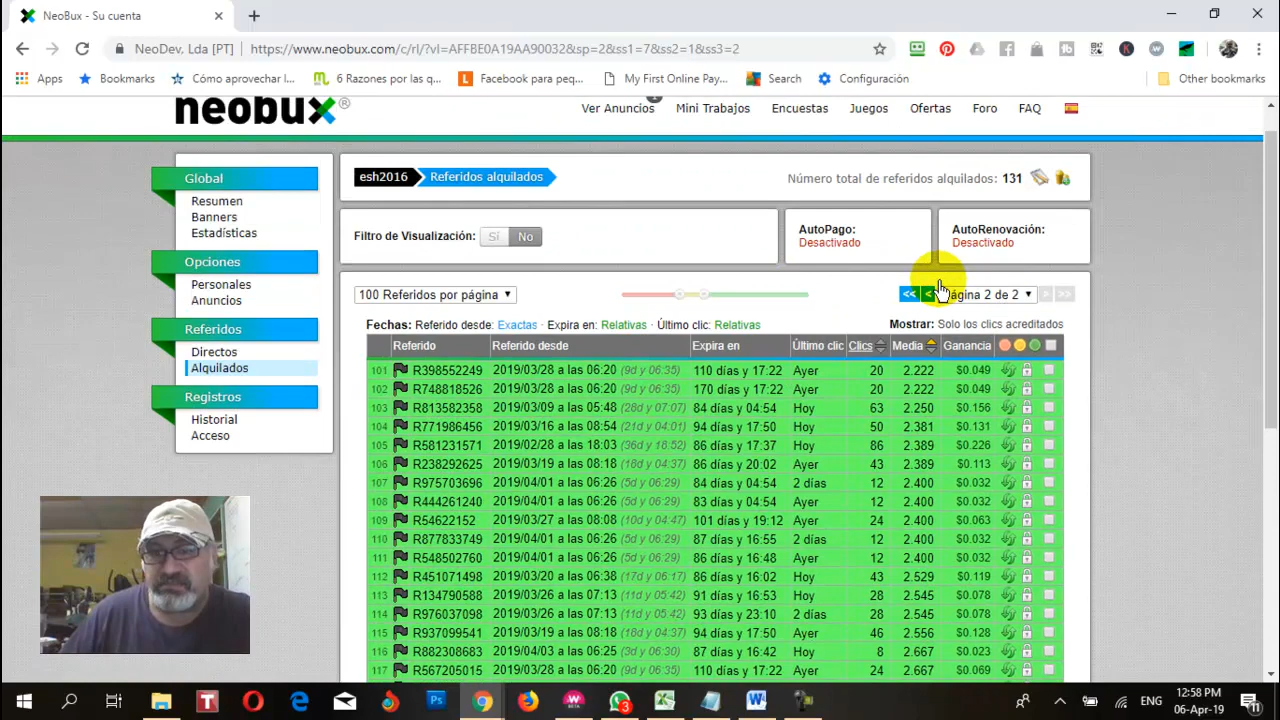 NeoBux - Su cuenta
NeoDev, Lda [PT] https://www.neobux.com/c/rl/?vl=AFFBE0A19AA90032&sp=2&ss1=7&ss2=1&ss3=2
Apps Bookmarks Cómo aprovechar l... 6 Razones por las q... Facebook para peq... My First Online Pay... Search Configuración Other bookmarks
neobux®
Ver Anuncios Mini Trabajos Encuestas Juegos Ofertas Foro FAQ
Global
Resumen
Banners
Estadísticas
Opciones
Personales
Anuncios
Referidos
Directos
Alquilados
Registros
Historial
Acceso
esh2016 Referidos alquilados Número total de referidos alquilados: 131
Filtro de Visualización: Sí No
AutoPago:
Desactivado
AutoRenovación:
Desactivado
100 Referidos por página << < página 2 de 2 > >>
Fechas: Referido desde: Exactas · Expira en: Relativas · Último clic: Relativas Mostrar: Solo los clics acreditados
Referido Referido desde Expira en Último clic Clics Media Ganancia
101 R398552249 2019/03/28 a las 06:20 (9d y 06:35) 110 días y 17:22 Ayer 20 2.222 $0.049
102 R748818526 2019/03/28 a las 06:20 (9d y 06:35) 170 días y 17:22 Ayer 20 2.222 $0.049
103 R813582358 2019/03/09 a las 05:48 (28d y 07:07) 84 días y 04:54 Hoy 63 2.250 $0.156
104 R771986456 2019/03/16 a las 08:54 (21d y 04:01) 94 días y 17:50 Hoy 50 2.381 $0.131
105 R581231571 2019/02/28 a las 18:03 (36d y 18:52) 86 días y 17:37 Hoy 86 2.389 $0.226
106 R238292625 2019/03/19 a las 08:18 (18d y 04:37) 86 días y 20:02 Ayer 43 2.389 $0.113
107 R975703696 2019/04/01 a las 06:26 (5d y 06:29) 84 días y 04:54 2 días 12 2.400 $0.032
108 R444261240 2019/04/01 a las 06:26 (5d y 06:29) 83 días y 04:54 Ayer 12 2.400 $0.032
109 R54622152 2019/03/27 a las 08:08 (10d y 04:47) 101 días y 19:12 Ayer 24 2.400 $0.063
110 R877833749 2019/04/01 a las 06:26 (5d y 06:29) 87 días y 16:55 2 días 12 2.400 $0.032
111 R548502760 2019/04/01 a las 06:26 (5d y 06:29) 86 días y 16:48 Ayer 12 2.400 $0.032
112 R451071498 2019/03/20 a las 06:38 (17d y 06:17) 86 días y 16:02 Hoy 43 2.529 $0.119
113 R134790588 2019/03/26 a las 07:13 (11d y 05:42) 91 días y 16:53 Hoy 28 2.545 $0.078
114 R976037098 2019/03/26 a las 07:13 (11d y 05:42) 93 días y 23:10 2 días 28 2.545 $0.078
115 R937099541 2019/03/19 a las 08:18 (18d y 04:37) 94 días y 17:50 Ayer 46 2.556 $0.128
116 R882308683 2019/04/03 a las 06:25 (3d y 06:30) 87 días y 16:42 Hoy 8 2.667 $0.023
117 R567205015 2019/03/28 a las 06:20 (9d y 06:35) 110 días y 17:22 Ayer 24 2.667 $0.069
ENG
12:58 PM
06-Apr-19